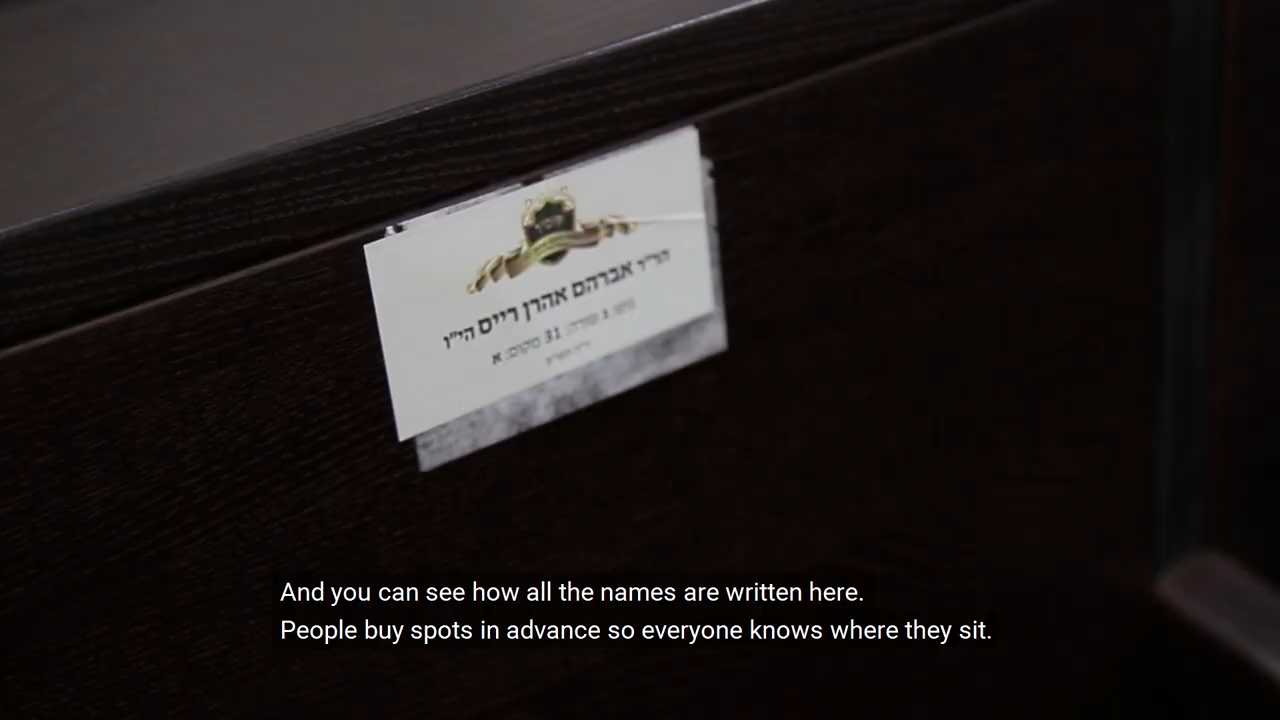 הר"ר אברהם אהרן רייס הי"ו
שורה: 31 מקום: א
And you can see how all the names are written here.
People buy spots in advance so everyone knows where they sit.